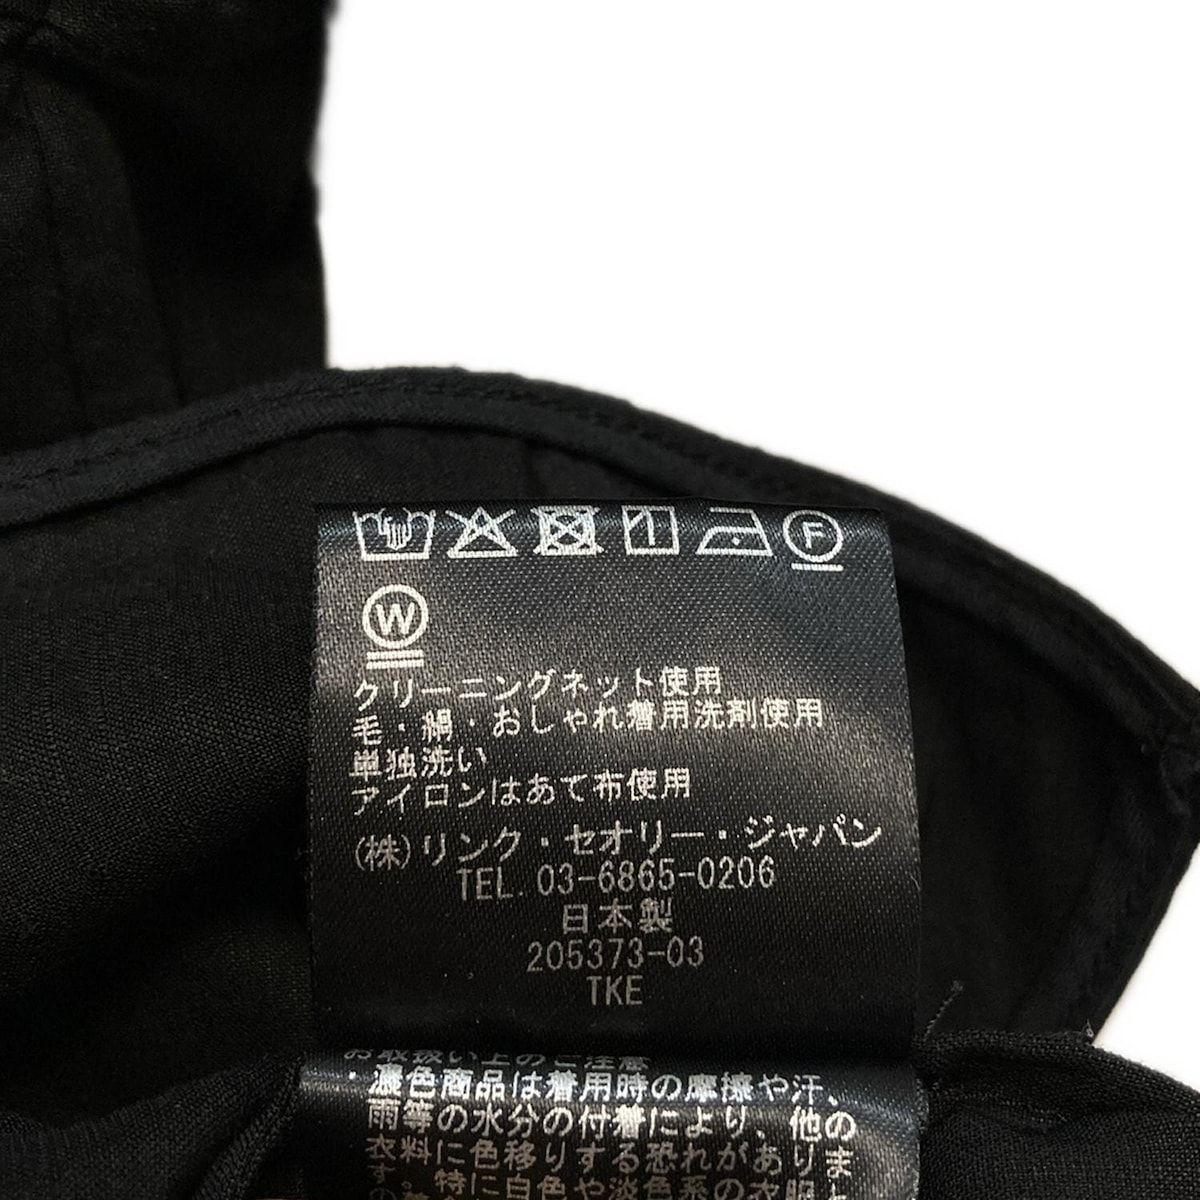 F
W
クリーニングネット使用
毛・絹・おしゃれ着用洗剤使用
単独洗い
アイロンはあて布使用
(株)リンク・セオリー・ジャパン
TEL. 03-6865-0206
日本製
205373-03
TKE
お取扱い上のご注意
・濃色商品は着用時の摩擦や汗、
雨等の水分の付着により、他の
衣料に色移りする恐れがありま
す。特に白色や淡色系の衣服